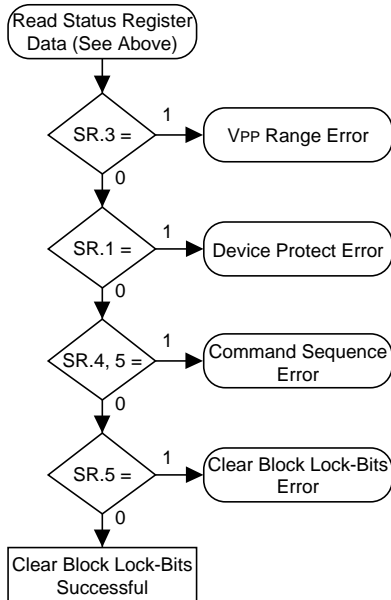 Read Status Register
Data (See Above)
SR.3 =
1
VPP Range Error
0
SR.1 =
1
Device Protect Error
0
SR.4, 5 =
1
Command Sequence
Error
0
SR.5 =
1
Clear Block Lock-Bits
Error
0
Clear Block Lock-Bits
Successful